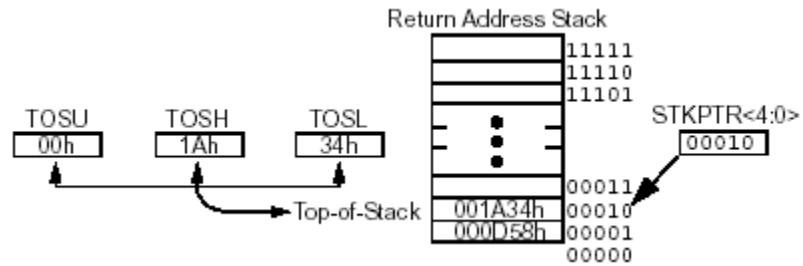 Return Address Stack
11111
11110
11101
TOSU TOSH TOSL
00h 1Ah 34h
STKPTR<4:0>
00010
00011
Top-of-Stack 001A34h 00010
000D58h 00001
00000